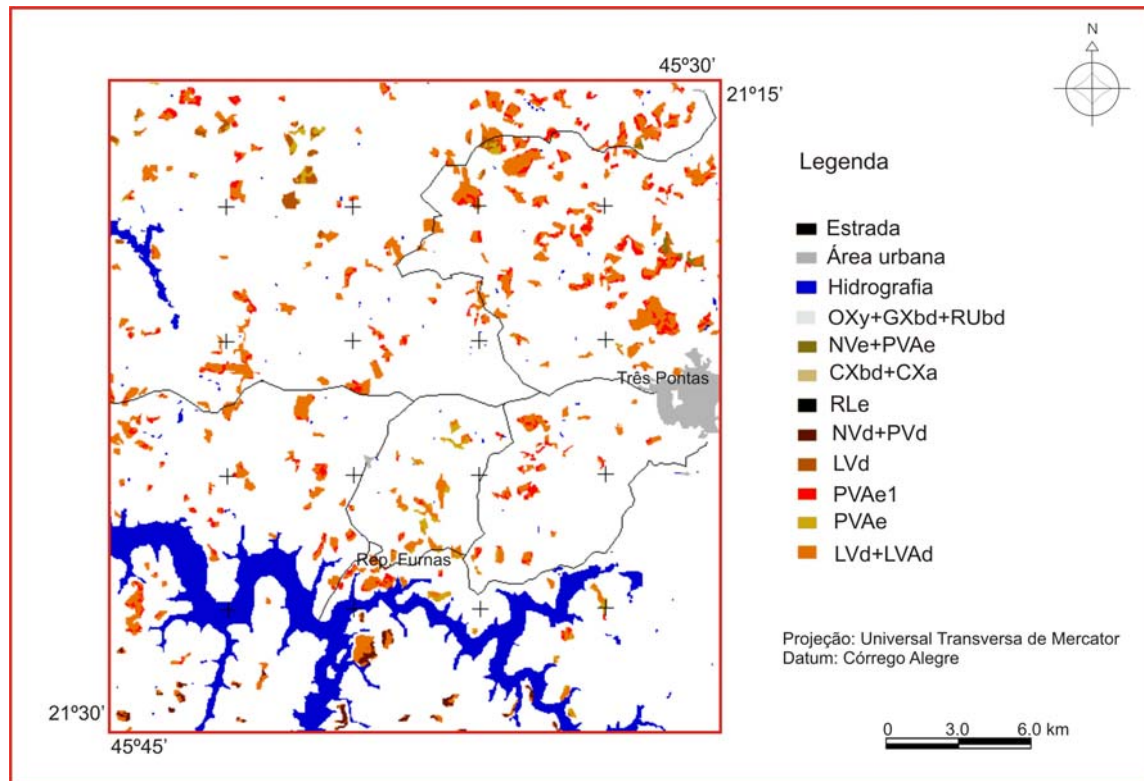 N
45º30'
21º15'
Legenda
Estrada
Área urbana
Hidrografia
OXy+GXbd+RUbd
NVe+PVAe
CXbd+CXa
RLe
NVd+PVd
LVd
PVAe1
PVAe
LVd+LVAd
Três Pontas
Rep. Furnas
Projeção: Universal Transversa de Mercator
Datum: Córrego Alegre
21º30'
45º45'
0 3.0 6.0 km